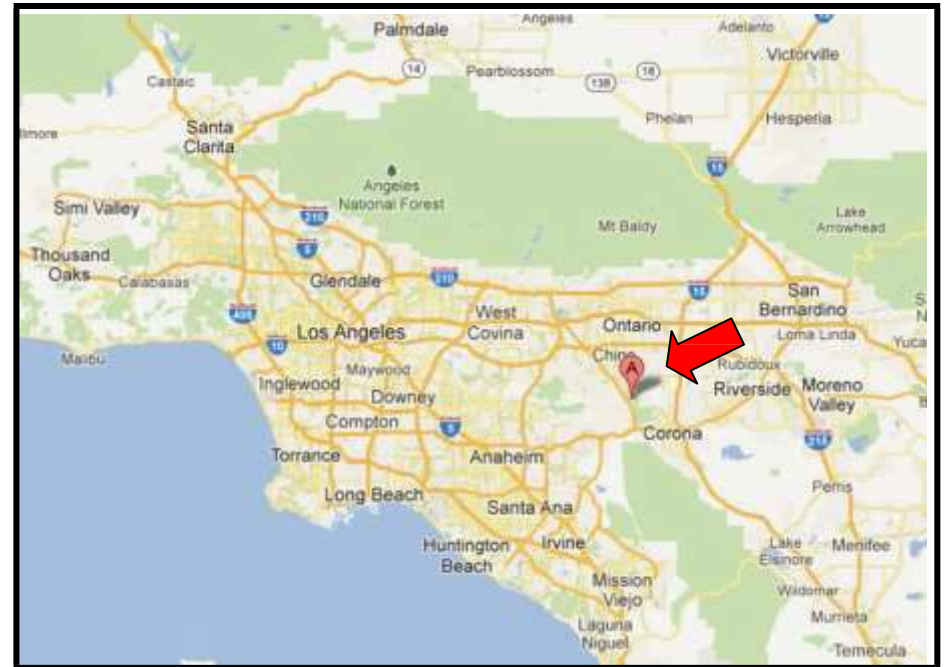 Angeles
Palmdale
Adelanto
Victorville
14
Pearblossom
138
18
Castaic
Phelan
Hesperia
Santa
Clarita
15
Angeles
National Forest
Simi Valley
210
Mt Baldy
Lake
Arrowhead
5
Thousand
Oaks
Calabasas
Glendale
210
15
San
Bernardino
405
West
Covina
Ontario
Los Angeles
10
Loma Linda
Malibu
Maywood
Chino
A
Rubidoux
Inglewood
Downey
Riverside
Moreno
Valley
Compton
5
Corona
215
Torrance
Anaheim
Long Beach
Santa Ana
Perris
Huntington
Beach
Irvine
Lake
Elsinore
Menifee
Mission
Viejo
Wildomar
Laguna
Niguel
Murrieta
Temecula